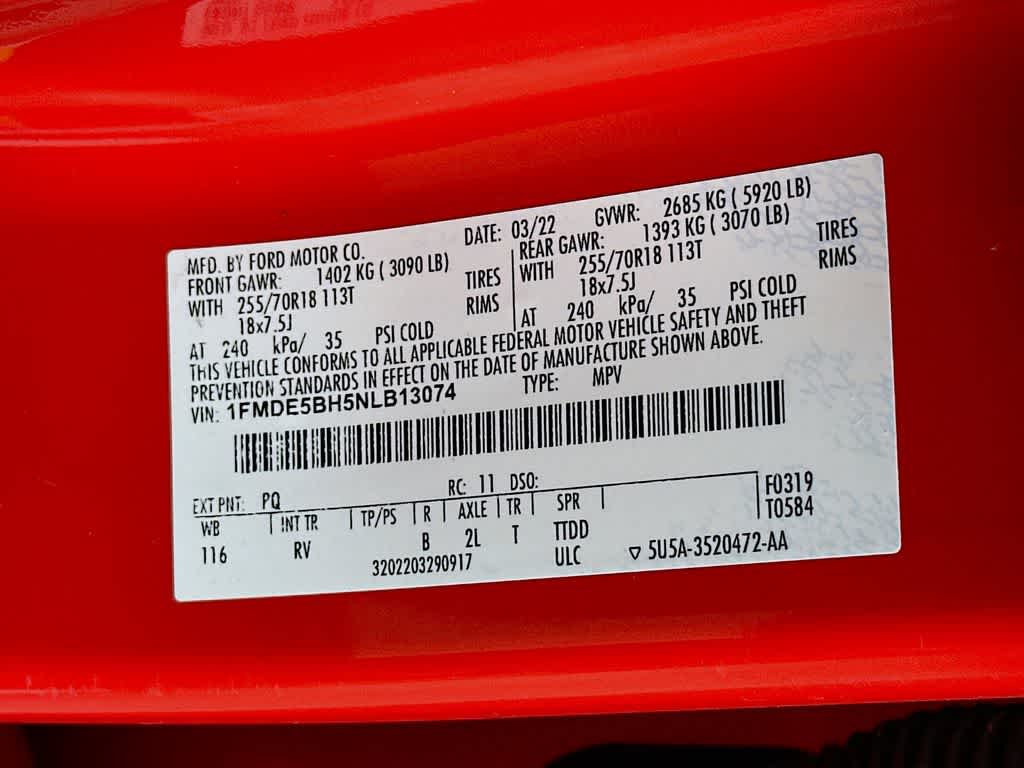 MFD. BY FORD MOTOR CO. DATE: 03/22 GVWR: 2685 KG ( 5920 LB)
FRONT GAWR: 1402 KG ( 3090 LB) REAR GAWR: 1393 KG ( 3070 LB)
WITH 255/70R18 113T TIRES WITH 255/70R18 113T TIRES
18x7.5J RIMS 18x7.5J RIMS
AT 240 kPa/ 35 PSI COLD AT 240 kPa/ 35 PSI COLD
THIS VEHICLE CONFORMS TO ALL APPLICABLE FEDERAL MOTOR VEHICLE SAFETY AND THEFT
PREVENTION STANDARDS IN EFFECT ON THE DATE OF MANUFACTURE SHOWN ABOVE.
VIN: 1FMDE5BH5NLB13074 TYPE: MPV
EXT PNT: PQ RC: 11 DSO: F0319
WB INT TR TP/PS R AXLE TR SPR T0584
116 RV B 2L T TTDD
3202203290917 ULC ▽ 5U5A-3520472-AA